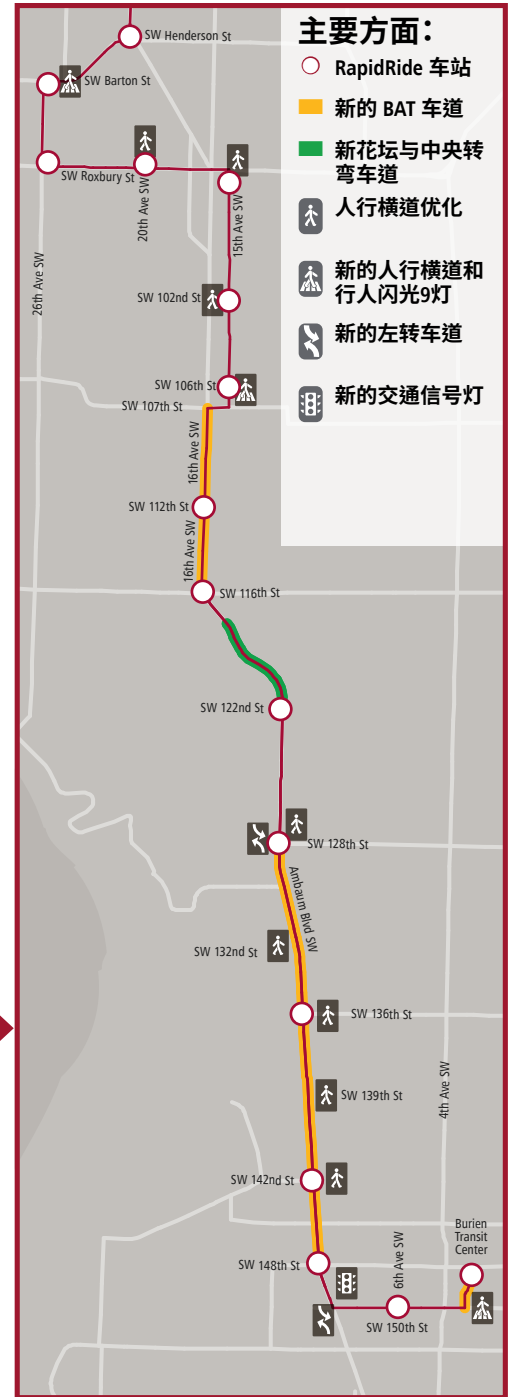 主要方面：
RapidRide 车站
新的 BAT 车道
新花坛与中央转
弯车道
人行横道优化
新的人行横道和
行人闪光9灯
新的左转车道
新的交通信号灯
SW Henderson St
SW Barton St
SW Roxbury St
20th Ave SW
15th Ave SW
26th Ave SW
SW 102nd St
SW 106th St
SW 107th St
16th Ave SW
SW 112th St
16th Ave SW
SW 116th St
SW 122nd St
SW 128th St
Ambaum Blvd SW
SW 132nd St
SW 136th St
4th Ave SW
SW 139th St
SW 142nd St
Burien
Transit
Center
6th Ave SW
SW 148th St
SW 150th St